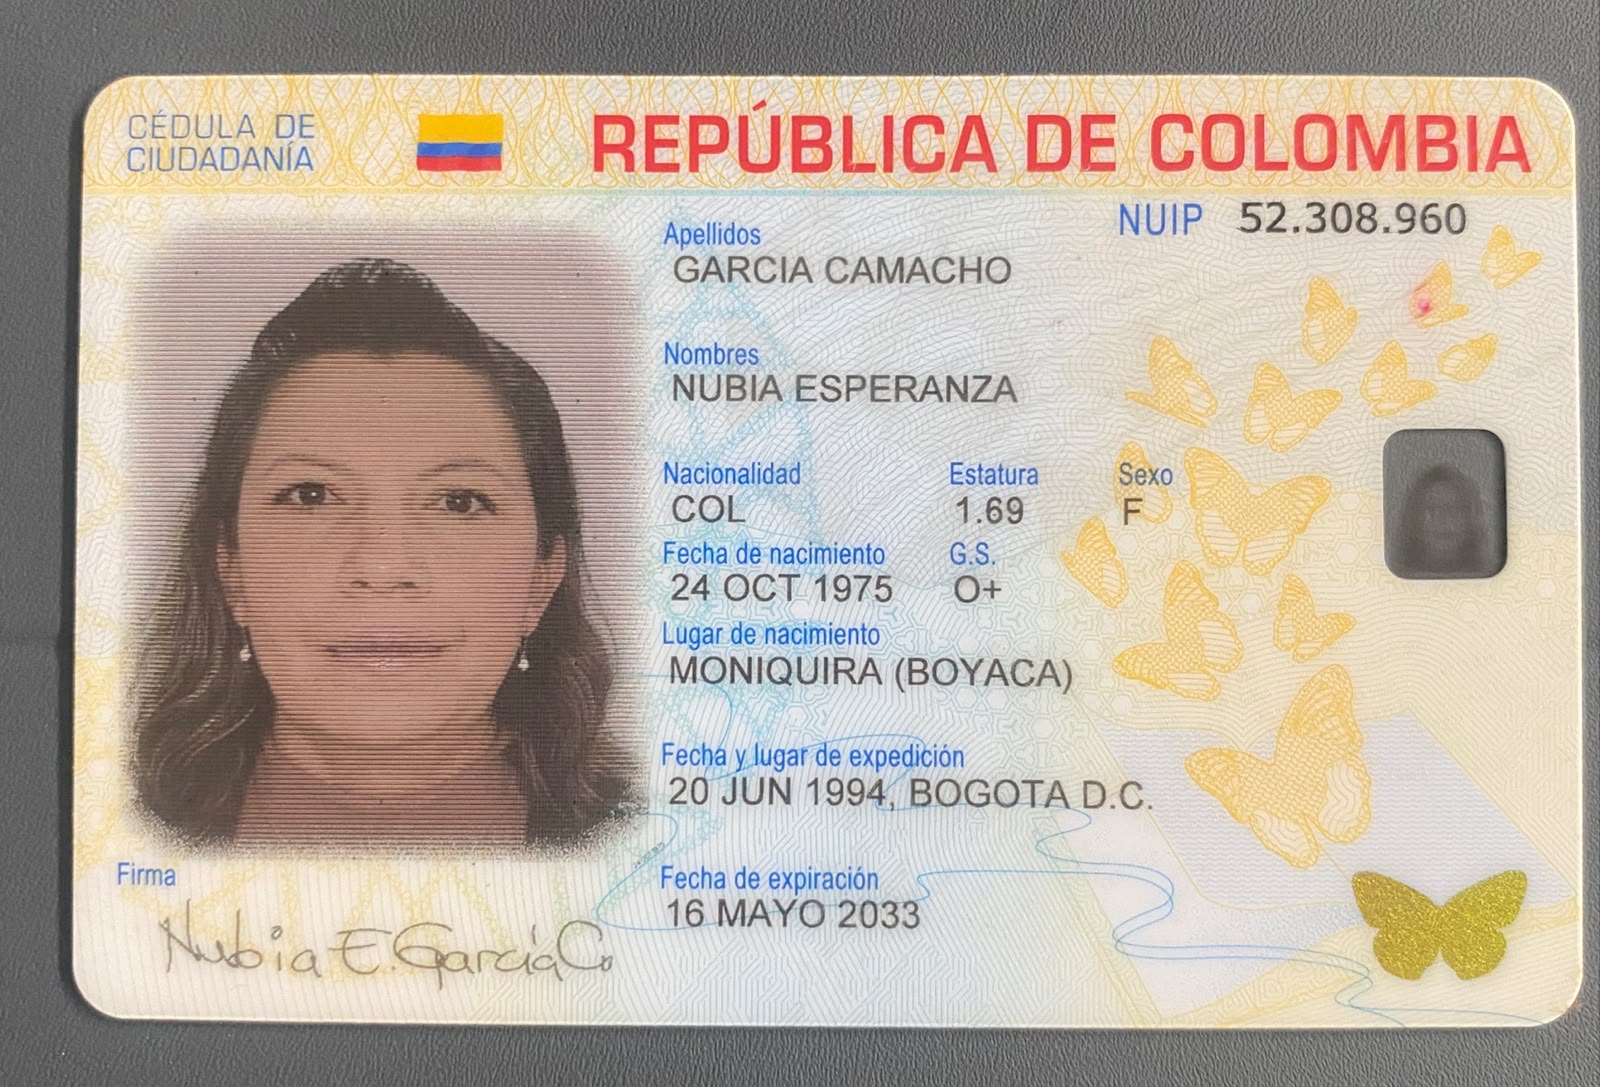 CÉDULA DE
CIUDADANÍA
REPÚBLICA DE COLOMBIA
NUIP 52.308.960
Apellidos
GARCIA CAMACHO
Nombres
NUBIA ESPERANZA
Nacionalidad Estatura Sexo
COL 1.69 F
Fecha de nacimiento G.S.
24 OCT 1975 O+
Lugar de nacimiento
MONIQUIRA (BOYACA)
Fecha y lugar de expedición
20 JUN 1994, BOGOTA D.C.
Fecha de expiración
16 MAYO 2033
Firma
Nubia E. García C.